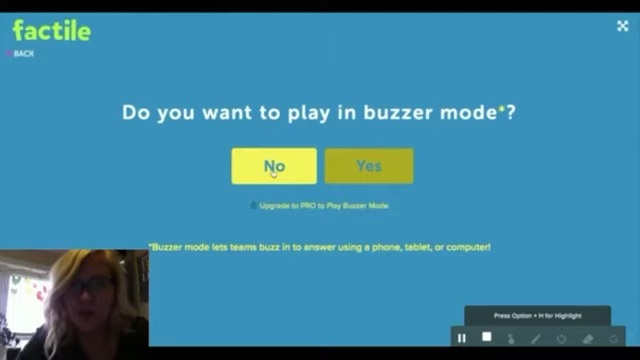 factile
BACK
Do you want to play in buzzer mode*?
No
Yes
Upgrade to PRO to Play Buzzer Mode
*Buzzer mode lets teams buzz in to answer using a phone, tablet, or computer!
Press Option + H for Highlight